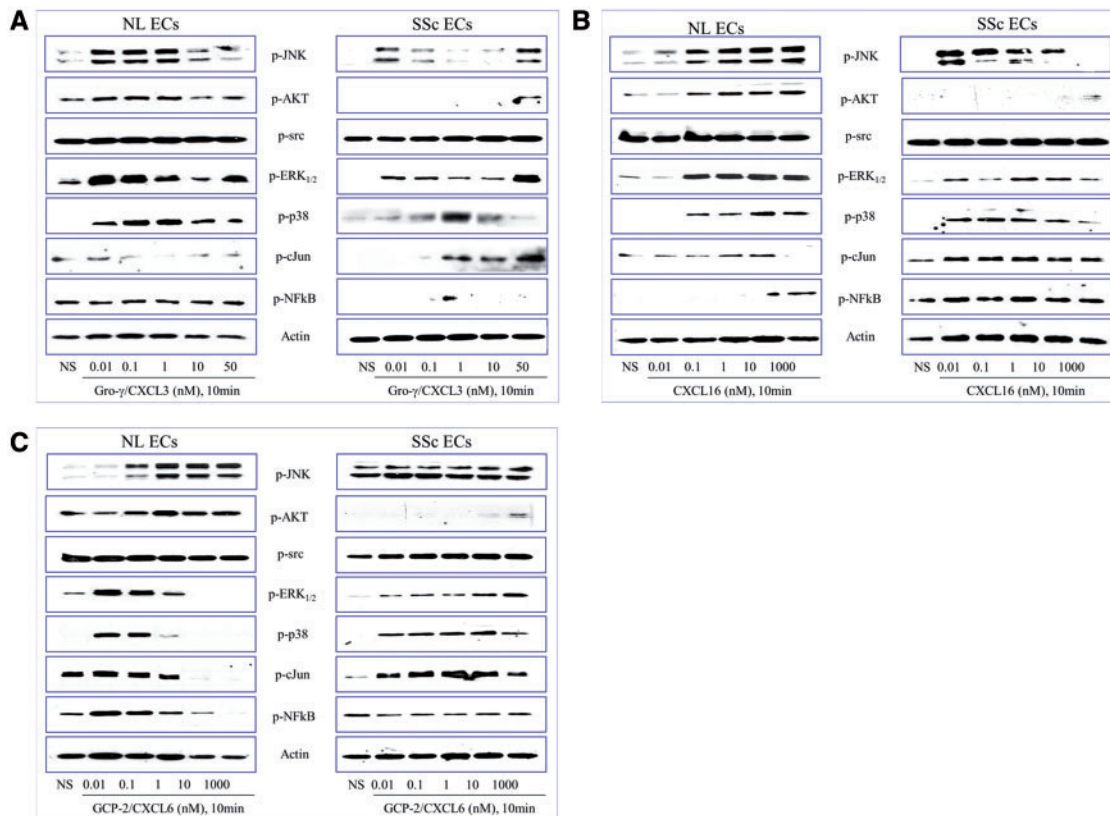 A
NL ECs
SSc ECs
p-JNK
p-AKT
p-src
p-ERK1/2
p-p38
p-cJun
p-NFkB
Actin
NS 0.01 0.1 1 10 50
NS 0.01 0.1 1 10 50
Gro-γ/CXCL3 (nM), 10min
Gro-γ/CXCL3 (nM), 10min
B
NL ECs
SSc ECs
p-JNK
p-AKT
p-src
p-ERK1/2
p-p38
p-cJun
p-NFkB
Actin
NS 0.01 0.1 1 10 1000
NS 0.01 0.1 1 10 1000
CXCL16 (nM), 10min
CXCL16 (nM), 10min
C
NL ECs
SSc ECs
p-JNK
p-AKT
p-src
p-ERK1/2
p-p38
p-cJun
p-NFkB
Actin
NS 0.01 0.1 1 10 1000
NS 0.01 0.1 1 10 1000
GCP-2/CXCL6 (nM), 10min
GCP-2/CXCL6 (nM), 10min